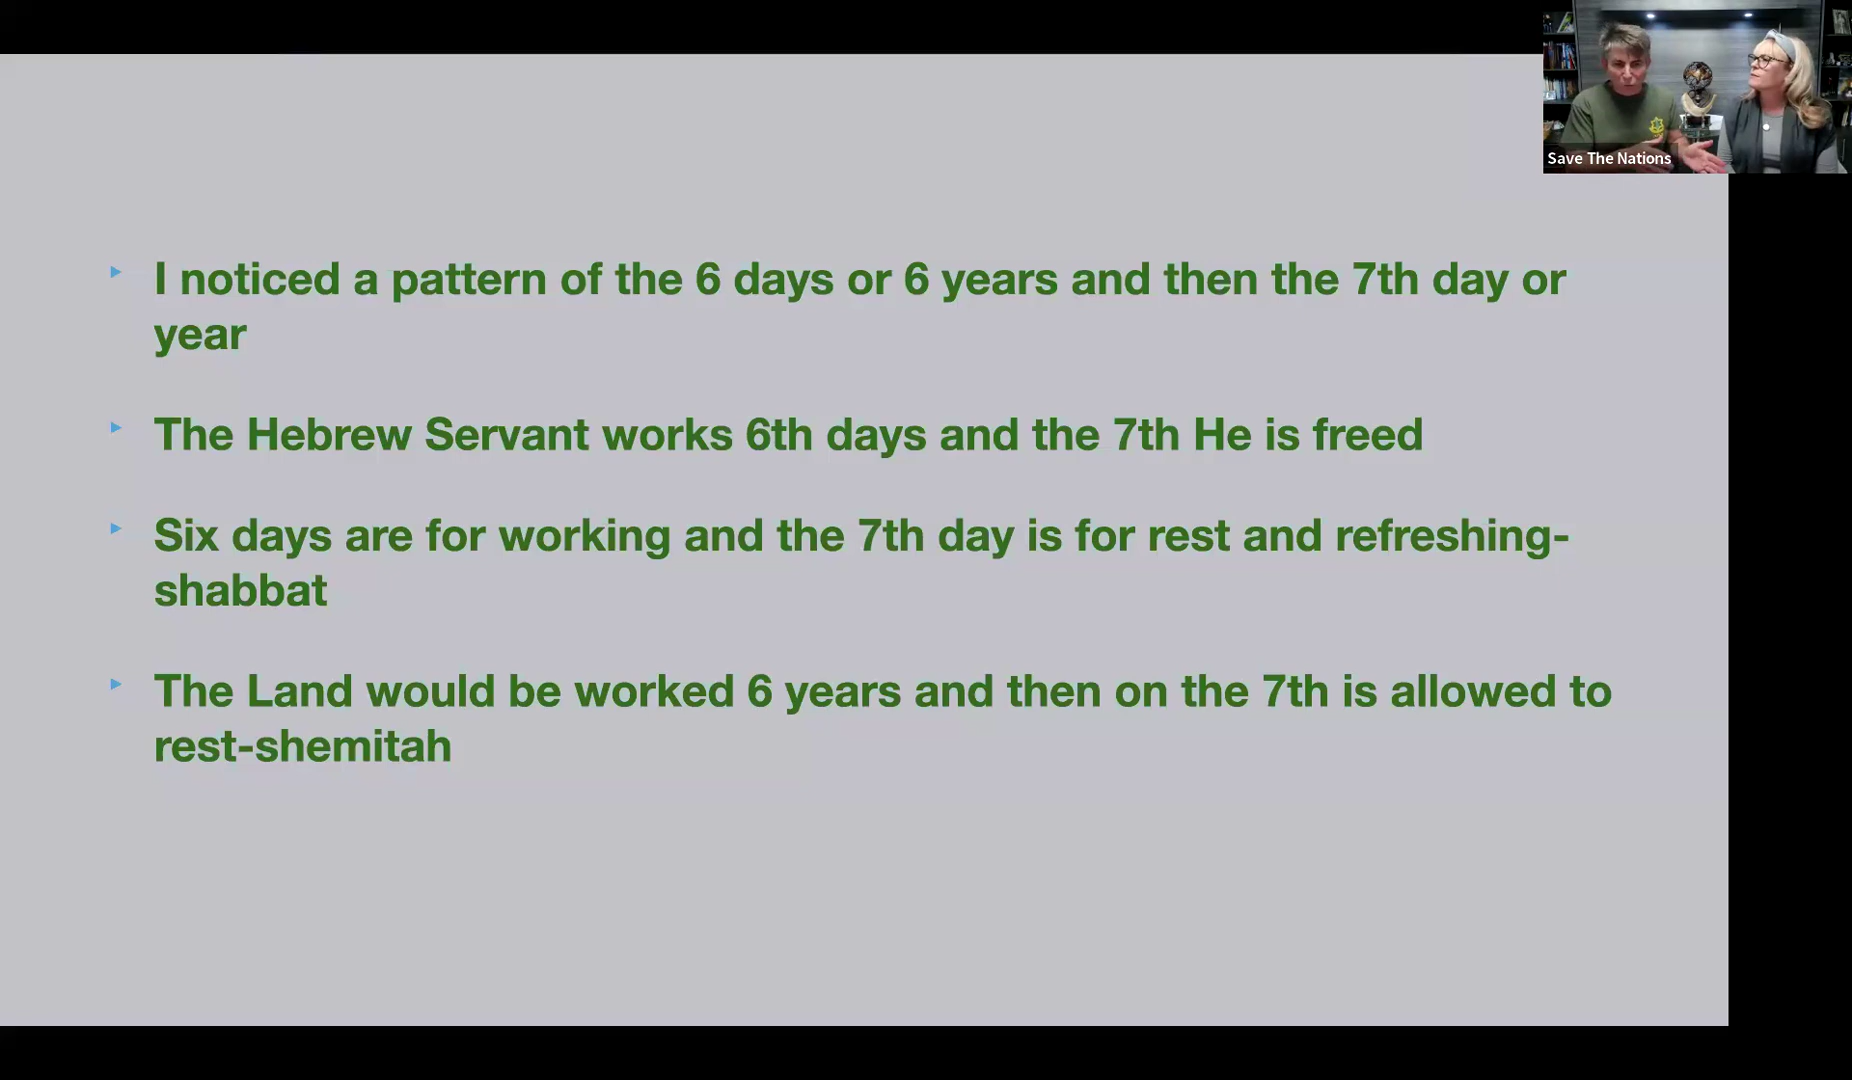 Save The Nations
I noticed a pattern of the 6 days or 6 years and then the 7th day or
year
The Hebrew Servant works 6th days and the 7th He is freed
Six days are for working and the 7th day is for rest and refreshing-
shabbat
The Land would be worked 6 years and then on the 7th is allowed to
rest-shemitah